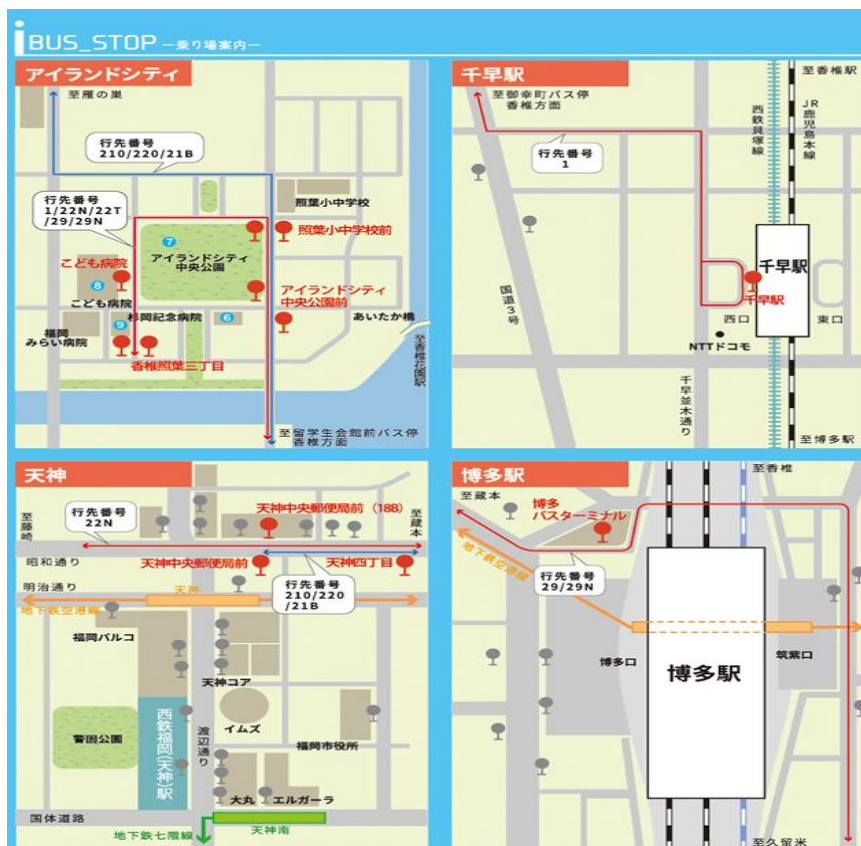 i BUS_STOP －乗り場案内－
アイランドシティ
至雁の巣
行先番号
210/220/21B
行先番号
1/22N/22T
/29/29N
照葉小中学校
照葉小中学校前
7
アイランドシティ
中央公園
こども病院
8
こども病院
アイランドシティ
中央公園前
杉岡記念病院
6
9
福岡
みらい病院
あいたか橋
香椎照葉三丁目
至香椎花園駅
至留学生会館前バス停
香椎方面
千早駅
至御幸町バス停
香椎方面
至香椎駅
西鉄貝塚線
JR鹿児島本線
行先番号
1
千早駅
千早駅
国道3号
西口
東口
NTTドコモ
千早並木通り
至博多駅
天神
行先番号
22N
天神中央郵便局前（18B）
至藤崎
至蔵本
昭和通り
天神中央郵便局前
天神四丁目
明治通り
天神
行先番号
210/220
/21B
地下鉄空港線
福岡パルコ
天神コア
西鉄福岡(天神)駅
渡辺通り
イムズ
警固公園
福岡市役所
大丸
エルガーラ
国体道路
地下鉄七隈線
天神南
博多駅
至香椎
至蔵本
博多
バスターミナル
地下鉄空港線
行先番号
29/29N
博多口
筑紫口
博多駅
至久留米